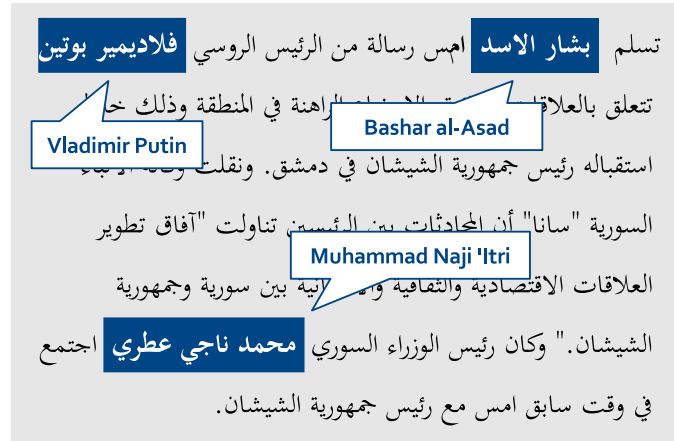 تسلم بشار الاسد امس رسالة من الرئيس الروسي فلاديمير بوتين
تتعلق الراهنة في المنطقة وذلك
Vladimir Putin
Bashar al-Asad
استقباله رئيس جمهورية الشيشان في دمشق. ونقلت
السورية "سانا" أن المحادثات بين الرئيسين تناولت "آفاق تطوير
Muhammad Naji 'Itri
العلاقات الاقتصادية والثقافية بين سورية وجمهورية
الشيشان." وكان رئيس الوزراء السوري محمد ناجي عطري اجتمع
في وقت سابق امس مع رئيس جمهورية الشيشان.